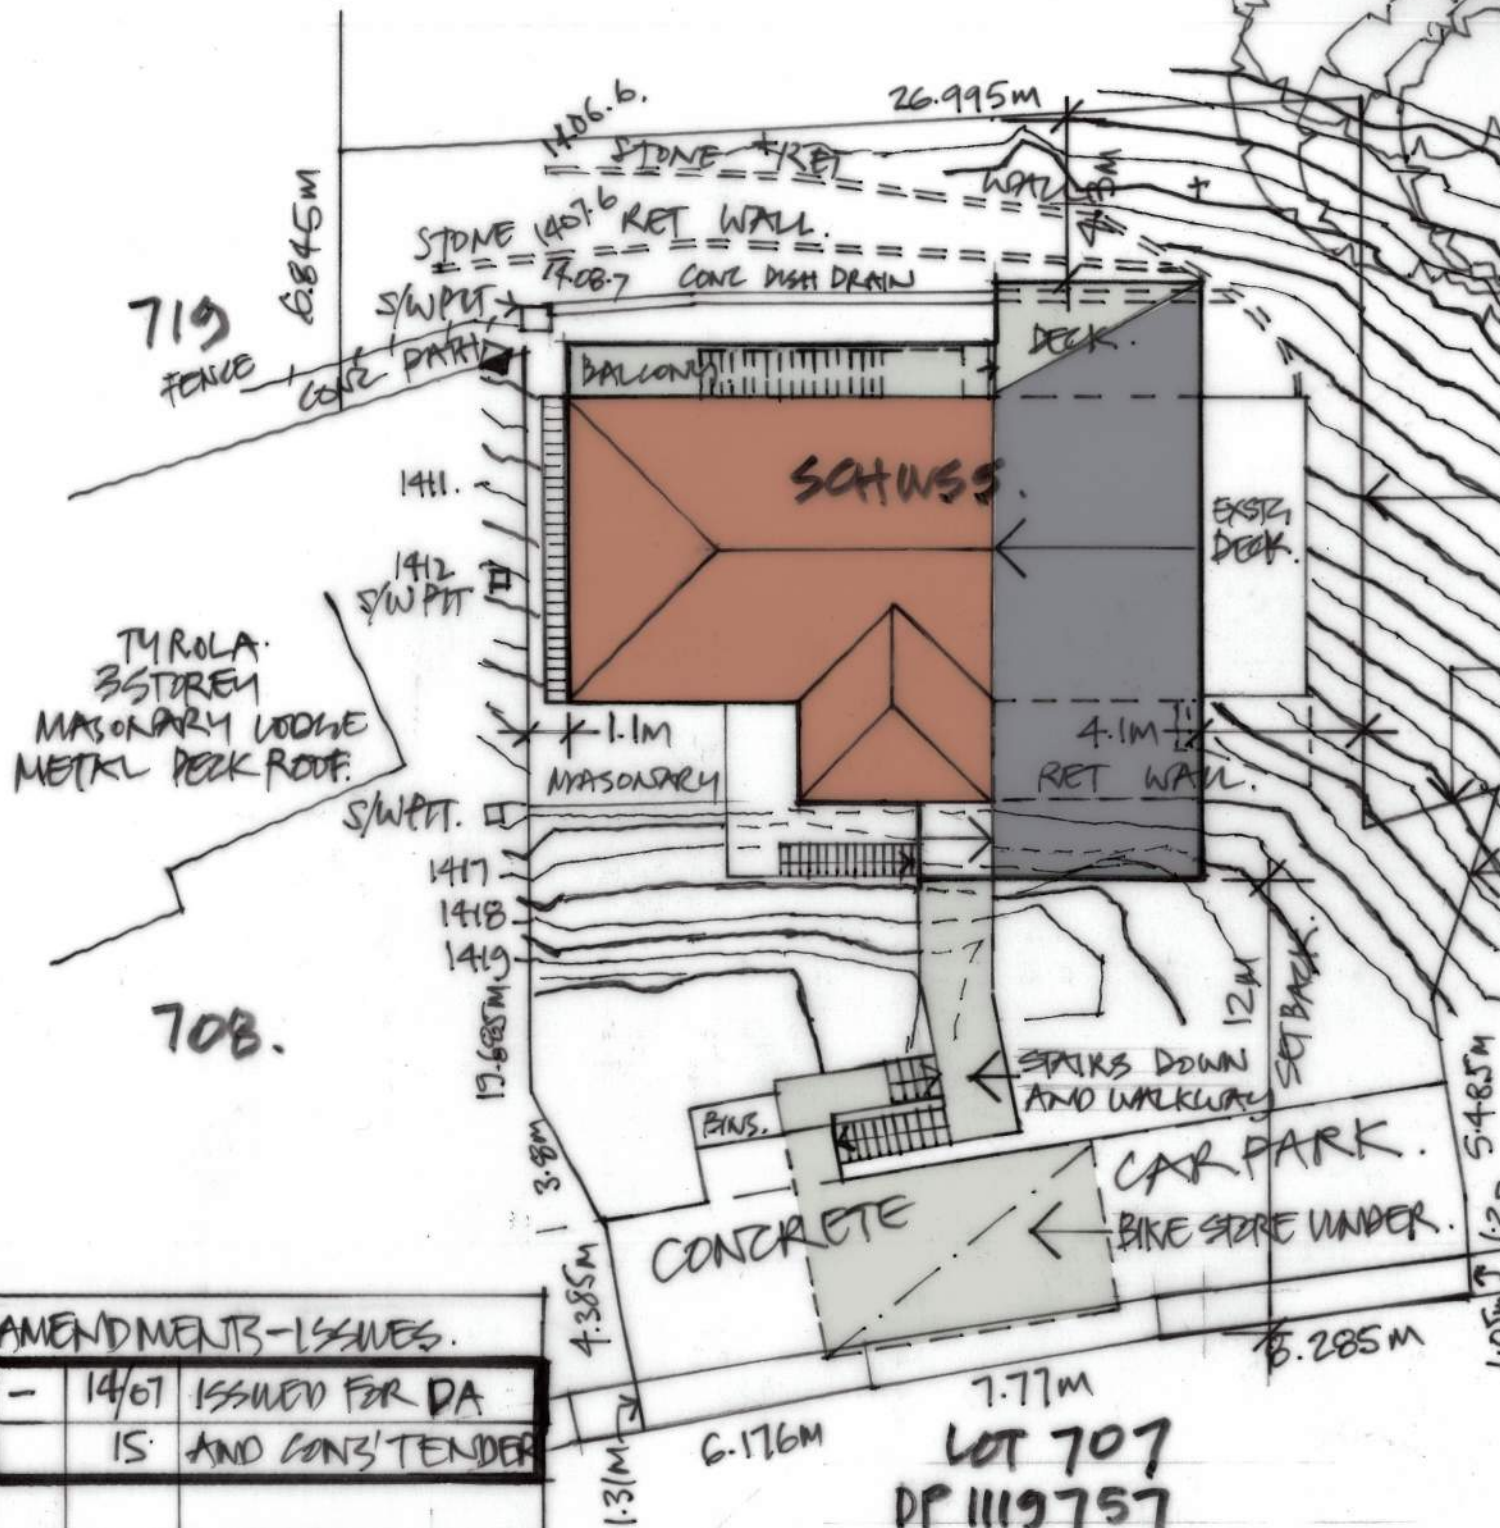 26.995M
1406.6.
STONE RET
WALL
6.845M
STONE 1407.6 RET WALL.
1408.7 CONC DISH DRAIN
S/W PIT
719
FENCE
CONC PATH
BALCONY
DECK.
SCHUSS.
1411.
EXSTG
DECK.
1412
S/W PIT
TYROLA.
3 STOREY
MASONARY LODGE
METAL DECK ROOF.
1.1M
4.1M
MASONARY
RET WALL.
S/W PIT.
1417
1418
1419
19.685M
708.
12M
SETBACK.
STAIRS DOWN
AND WALKWAY
5.485M
BINS.
3.8M
CAR PARK.
CONCRETE
BIKE STORE UNDER.
4.385M
AMENDMENTS-ISSUES.
- 14/07 ISSUED FOR DA
15. AND CONS' TENDER
8.285M
7.77M
6.176M
1.31M
LOT 707
DP 1119757